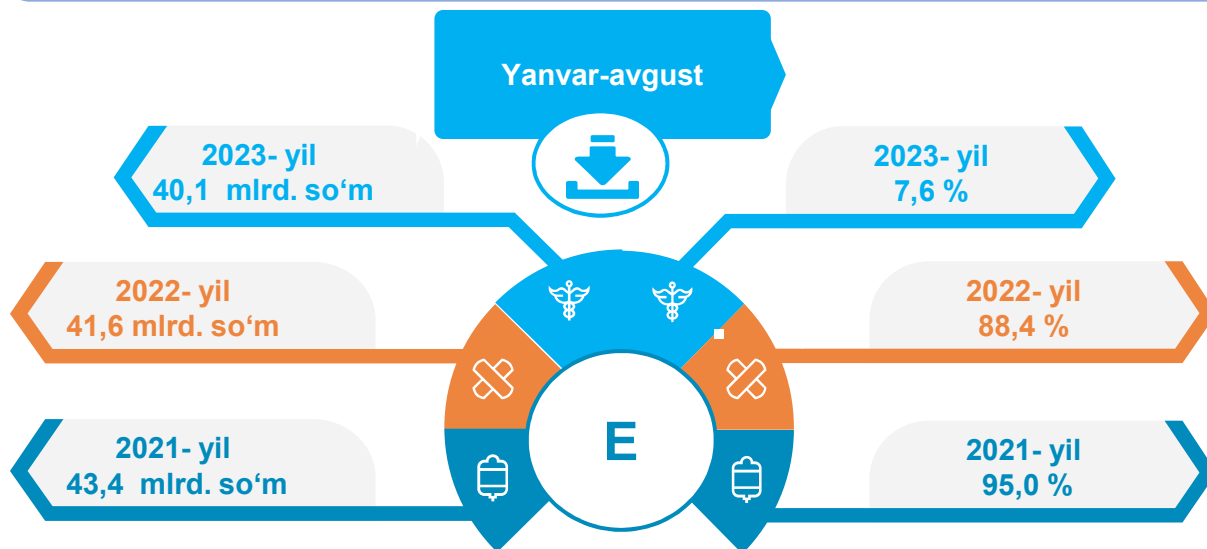 Yanvar-avgust
2023- yil
40,1 mlrd. so‘m
2023- yil
7,6 %
2022- yil
41,6 mlrd. so‘m
2022- yil
88,4 %
2021- yil
43,4 mlrd. so‘m
2021- yil
95,0 %
E